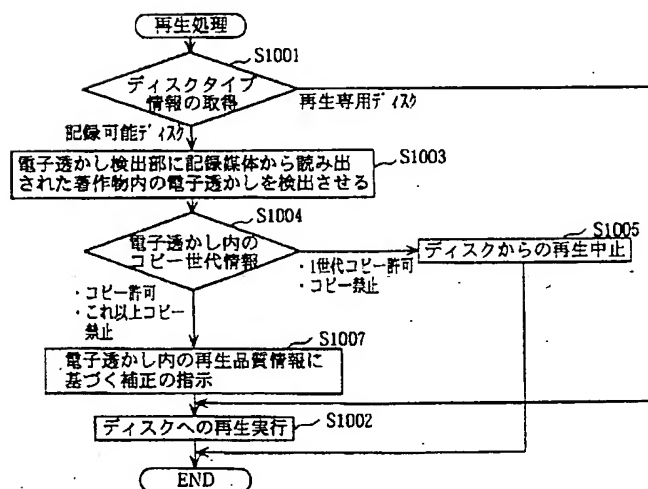 再生処理
S1001
ディスクタイプ
情報の取得
再生専用ディスク
記録可能ディスク
S1003
電子透かし検出部に記録媒体から読み出
された著作物内の電子透かしを検出させる
S1004
電子透かし内の
コピー世代情報
S1005
ディスクからの再生中止
・1世代コピー許可
・コピー禁止
・コピー許可
・これ以上コピー
禁止
S1007
電子透かし内の再生品質情報に
基づく補正の指示
S1002
ディスクへの再生実行
END